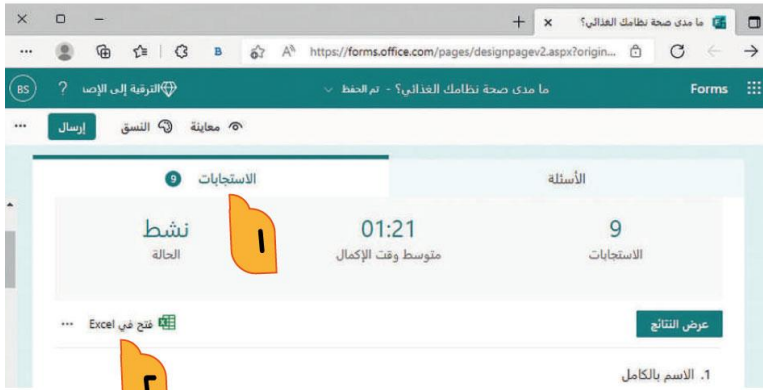 ما مدى صحة نظامك الغذائي؟
https://forms.office.com/pages/designpagev2.aspx?origin...
Forms
ما مدى صحة نظامك الغذائي؟ - تم الحفظ
الترقية إلى الإصد
?
BS
معاينة
النسق
إرسال
الأسئلة
الاستجابات 9
١
9
الاستجابات
01:21
متوسط وقت الإكمال
نشط
الحالة
عرض النتائج
فتح في Excel
٢
1. الاسم بالكامل